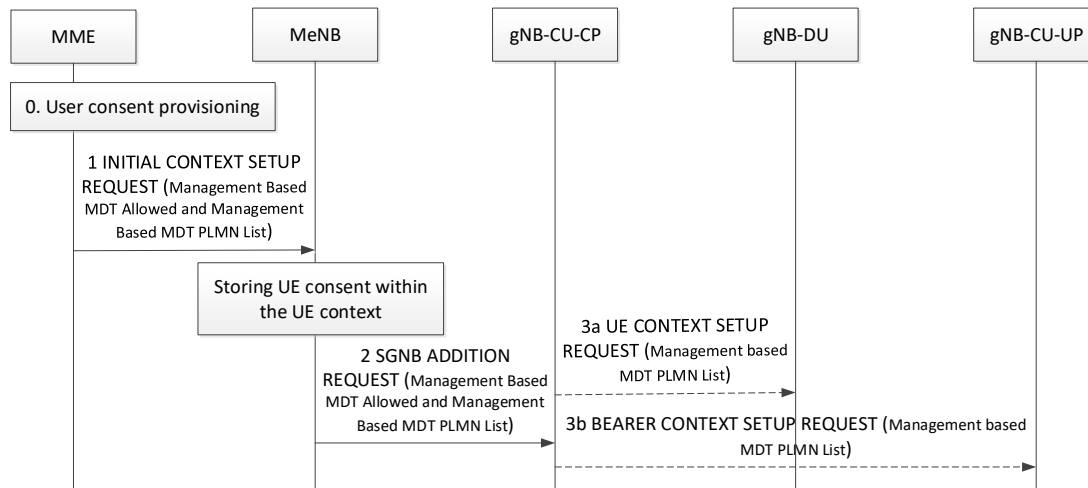 MME
MeNB
gNB-CU-CP
gNB-DU
gNB-CU-UP
0. User consent provisioning
1 INITIAL CONTEXT SETUP
REQUEST (Management Based
MDT Allowed and Management
Based MDT PLMN List)
Storing UE consent within
the UE context
2 SGNB ADDITION
REQUEST (Management Based
MDT Allowed and Management
Based MDT PLMN List)
3a UE CONTEXT SETUP
REQUEST (Management based
MDT PLMN List)
3b BEARER CONTEXT SETUP REQUEST (Management based
MDT PLMN List)